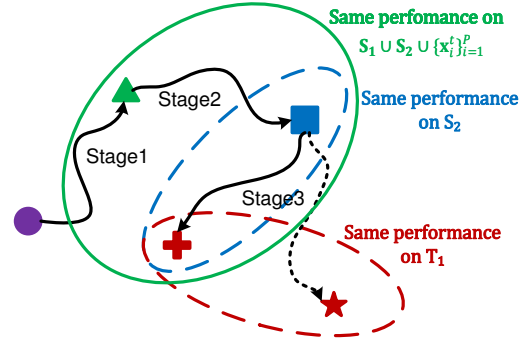 Same perfomance on
S₁ ∪ S₂ ∪ {xᵢᵗ}ᵢ₌₁ᴾ
Stage2
Same performance
on S₂
Stage1
Stage3
Same performance
on T₁